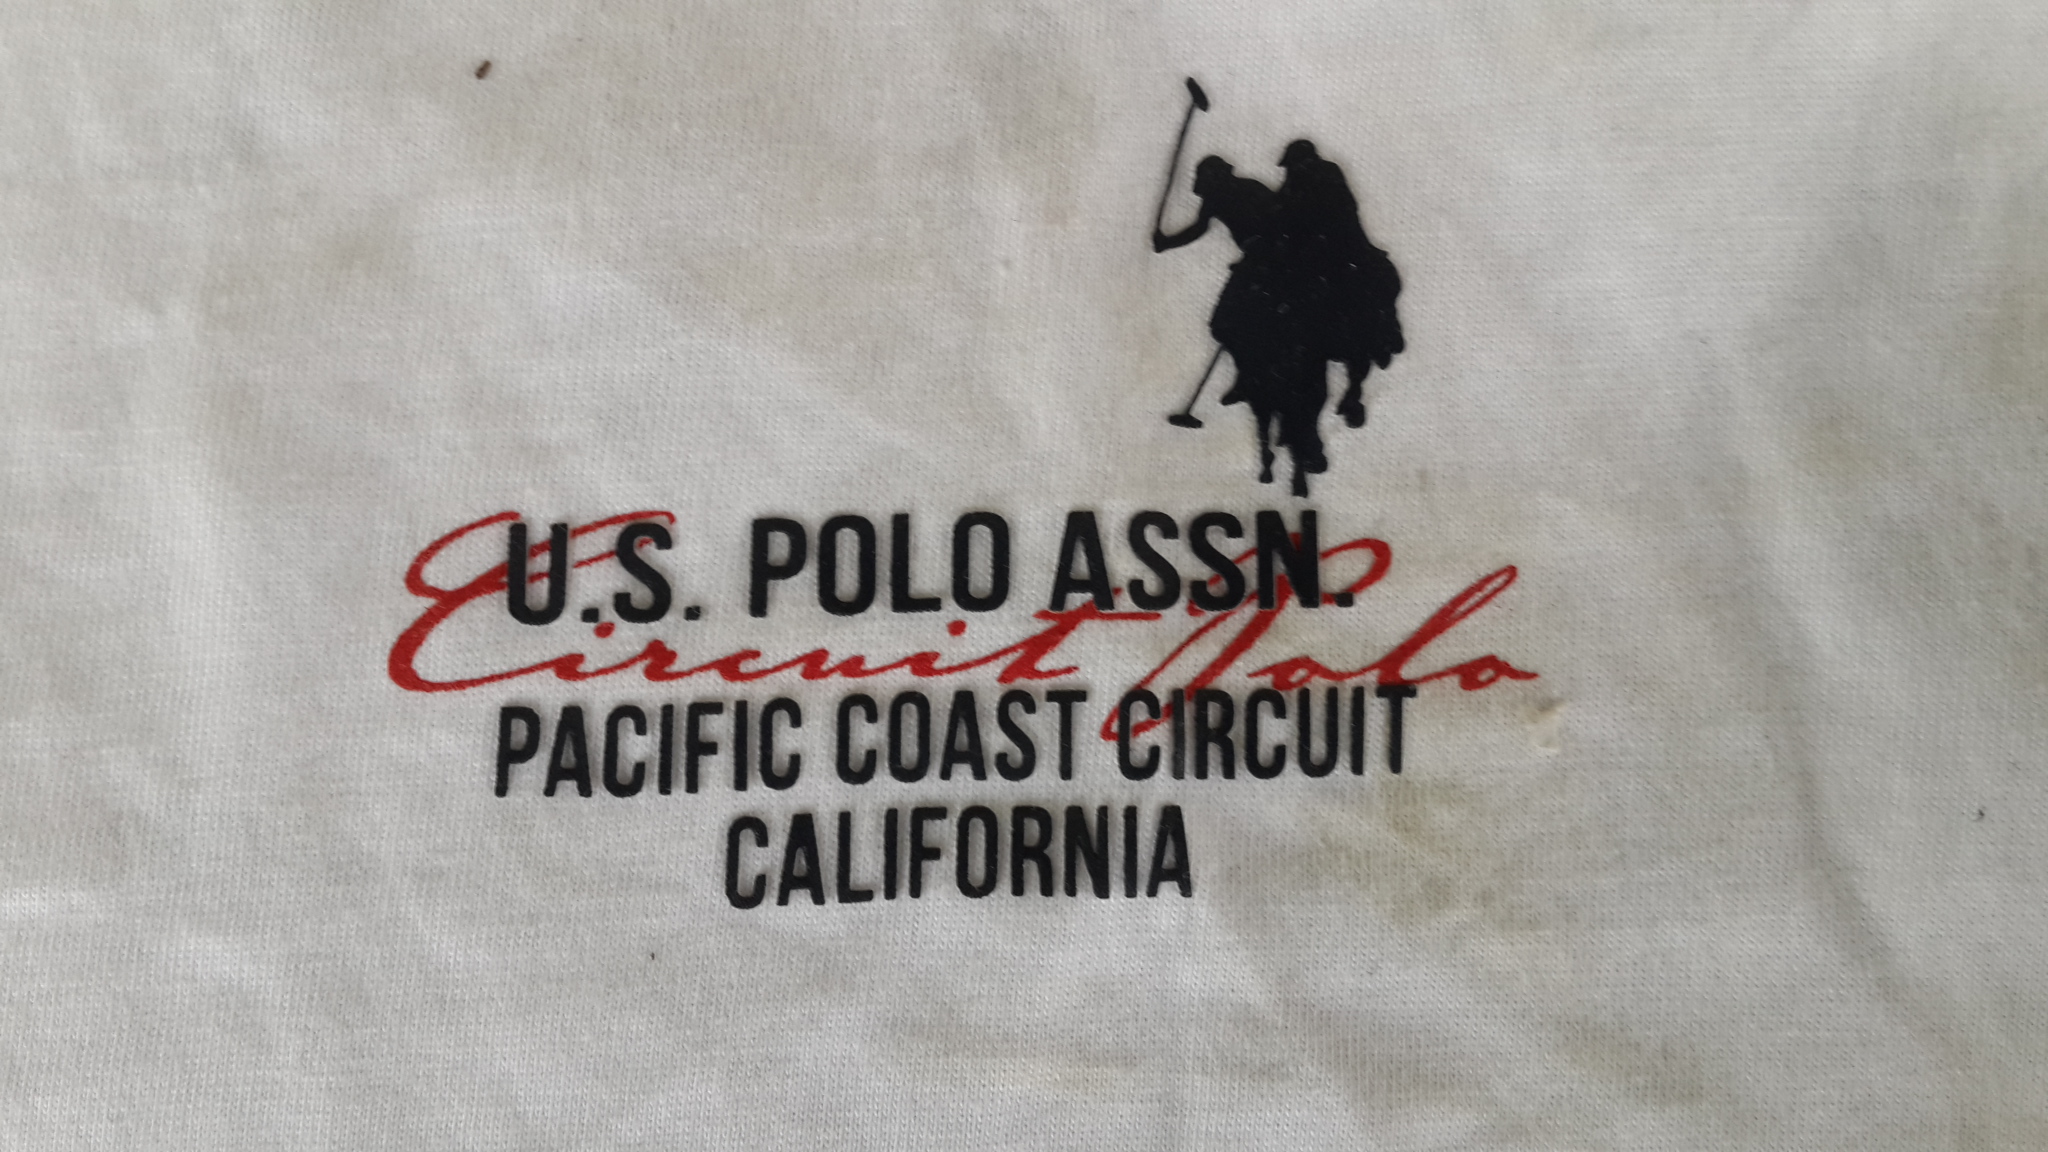 U.S. POLO ASSN.
Circuit Polo
PACIFIC COAST CIRCUIT
CALIFORNIA